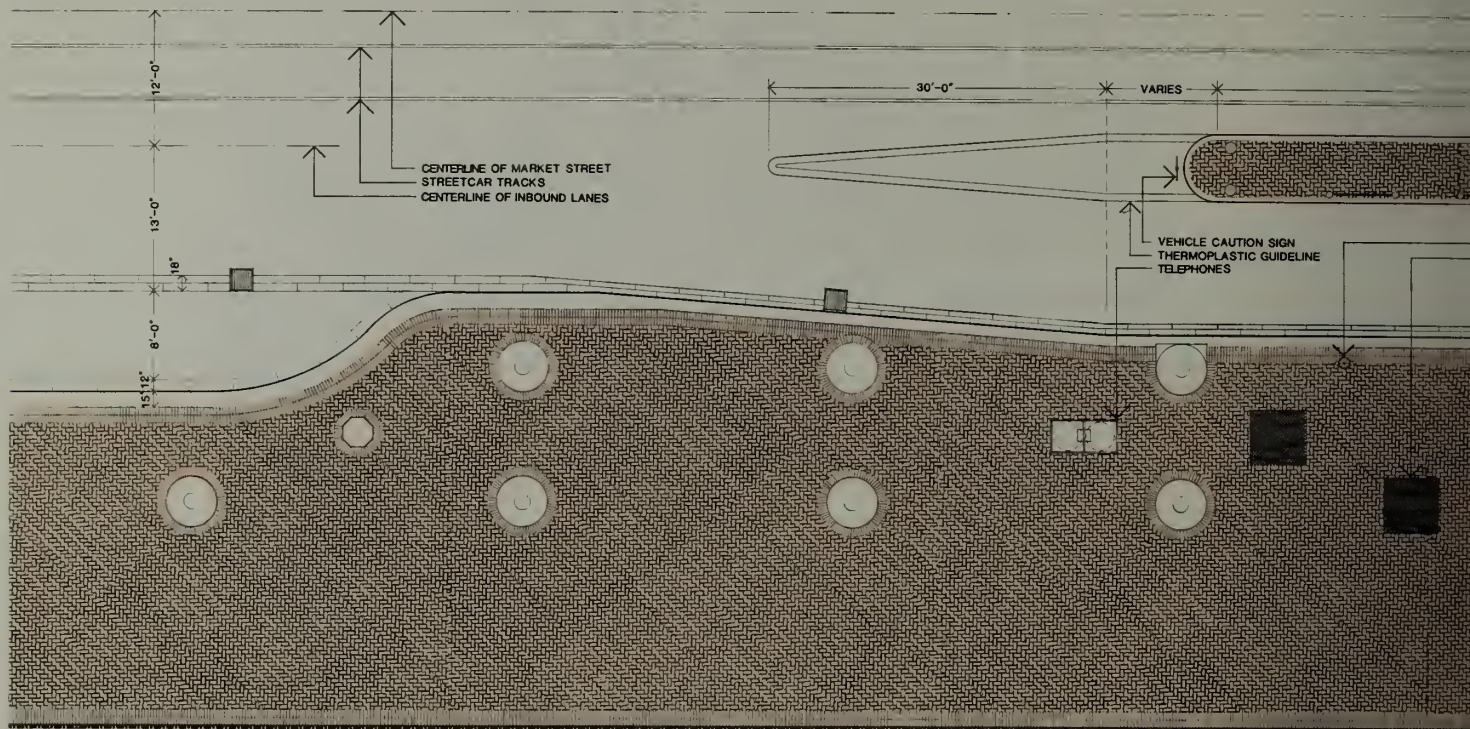 12'-0"
30'-0"
VARIES
CENTERLINE OF MARKET STREET
STREETCAR TRACKS
CENTERLINE OF INBOUND LANES
13'-0"
18"
VEHICLE CAUTION SIGN
THERMOPLASTIC GUIDELINE
TELEPHONES
8'-0"
15" 12"